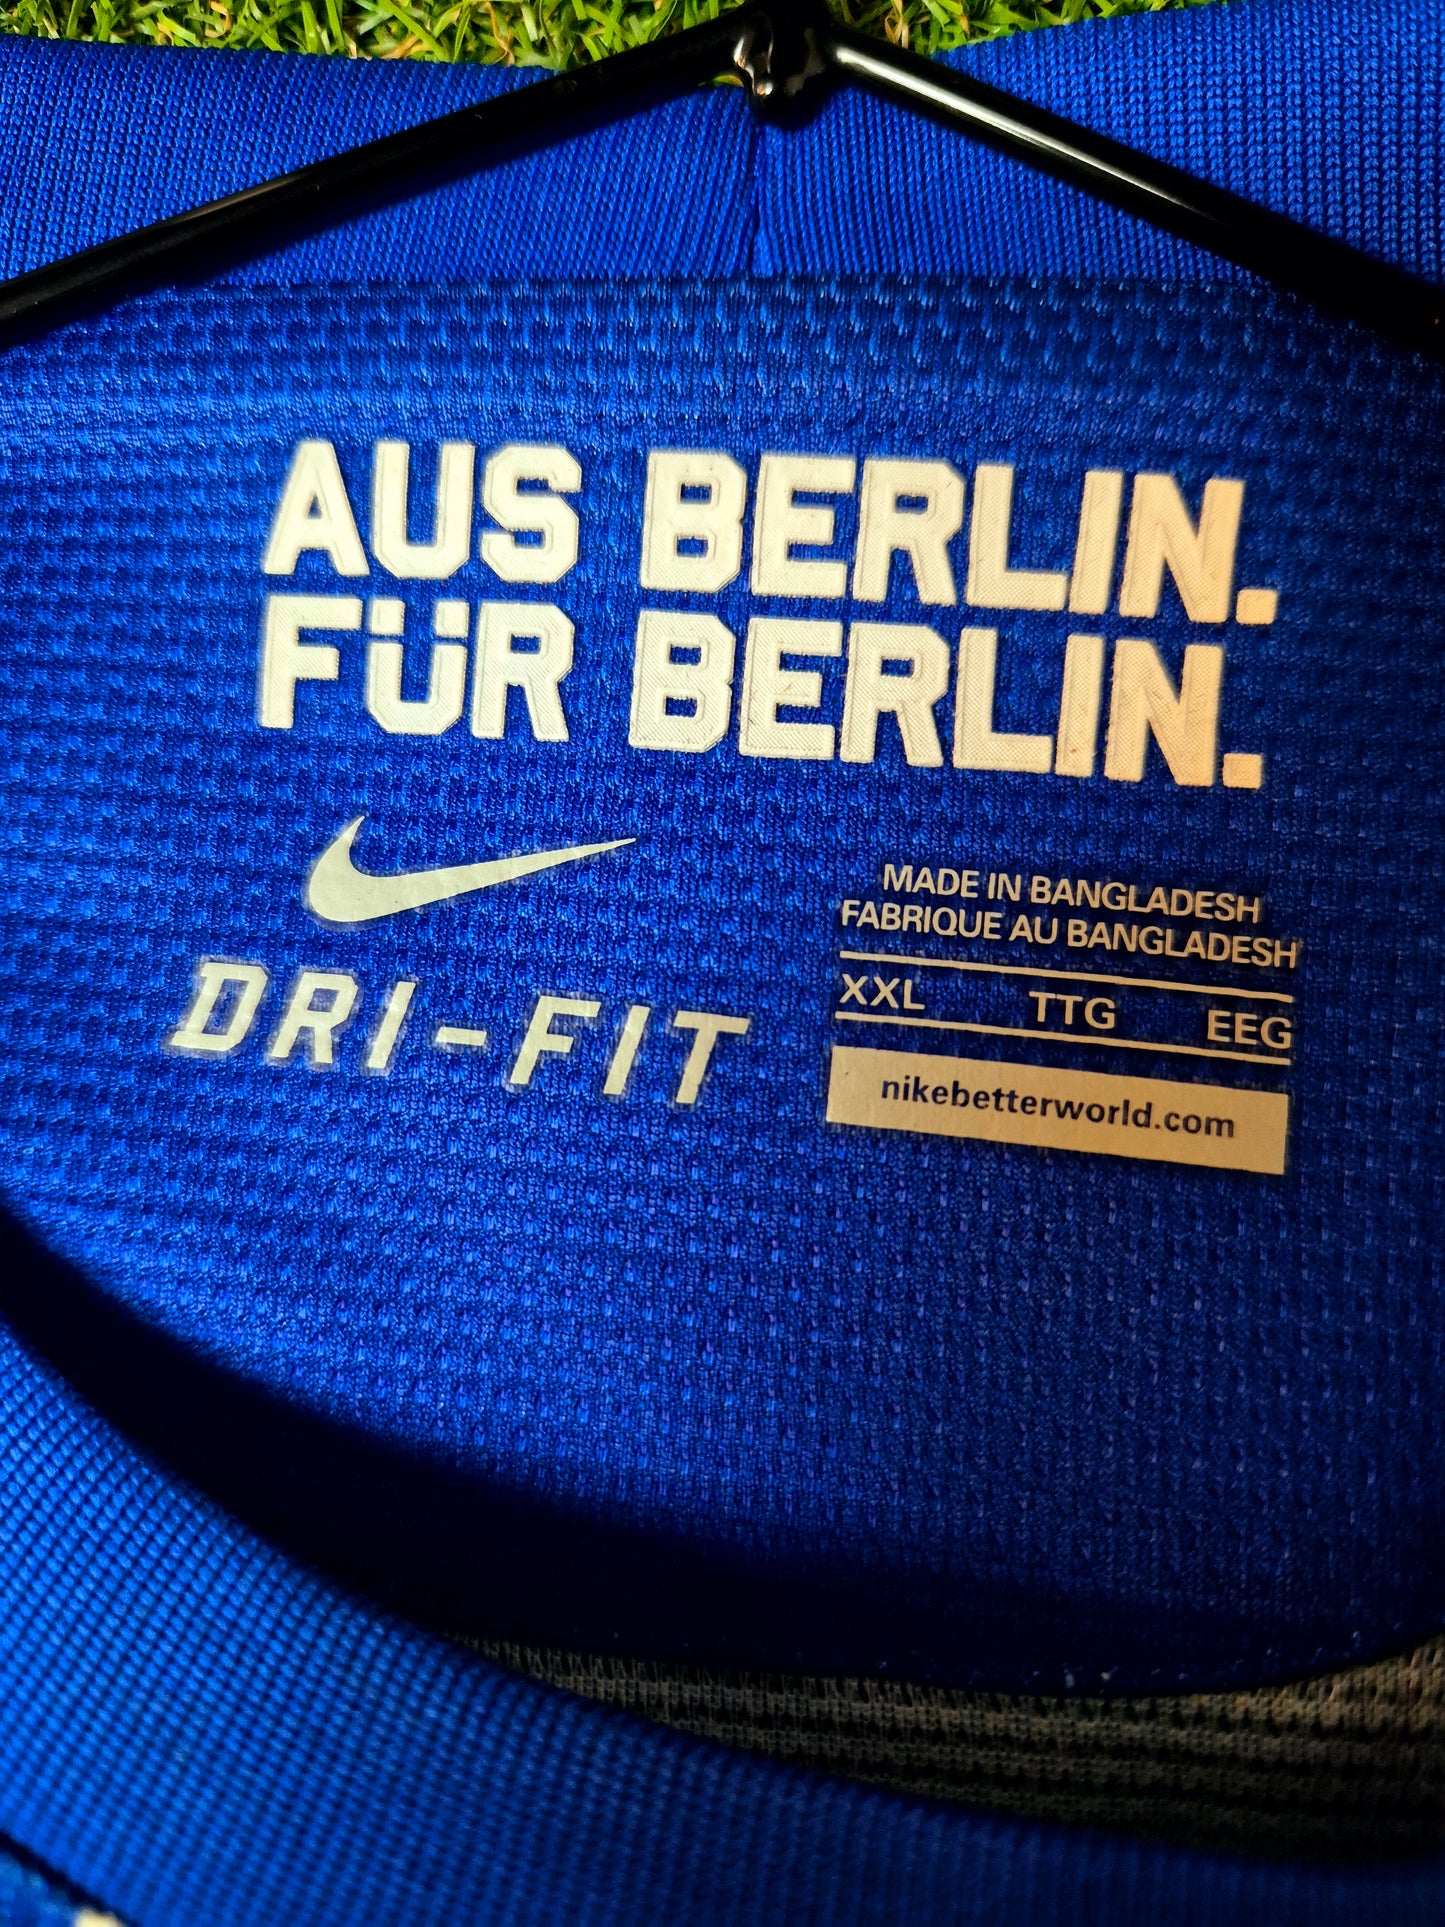 AUS BERLIN.
FÜR BERLIN.
DRI-FIT
MADE IN BANGLADESH
FABRIQUE AU BANGLADESH
XXL TTG EEG
nikebetterworld.com